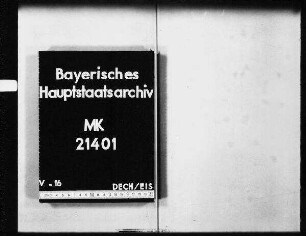 Bayerisches
Hauptstaatsarchiv
MK
21401
V - 16
DECH/EIS